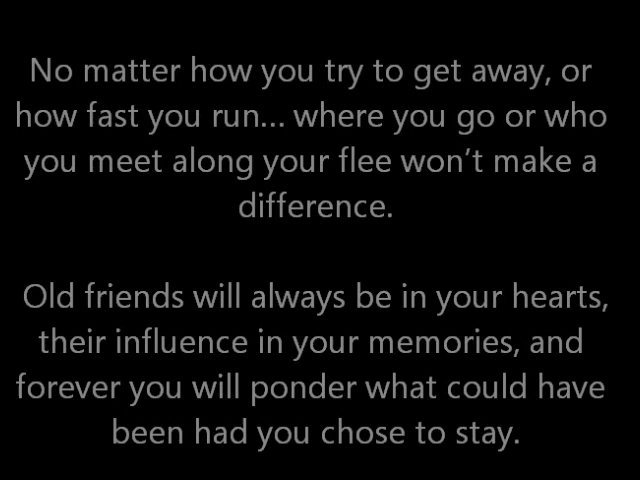 No matter how you try to get away, or
how fast you run... where you go or who
you meet along your flee won't make a
difference.
Old friends will always be in your hearts,
their influence in your memories, and
forever you will ponder what could have
been had you chose to stay.